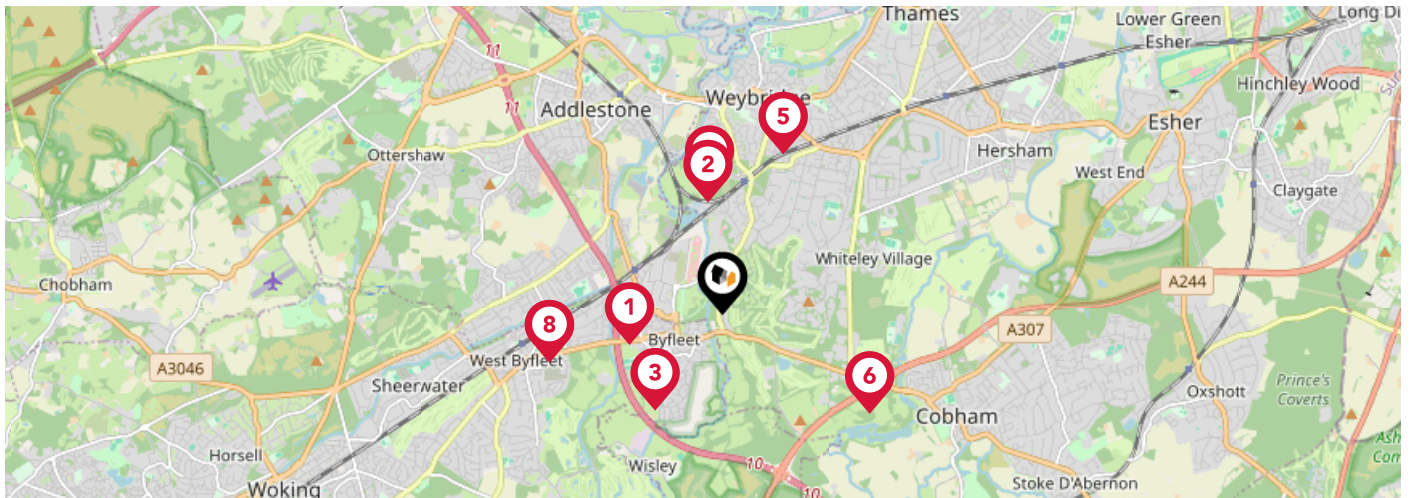 Thames
Long Di
Lower Green
Esher
11
Hinchley Wood
11
Addlestone
Weybridge
5
Esher
Ottershaw
2
Hersham
West End
Claygate
Whiteley Village
Chobham
A244
1
8
A307
Byfleet
West Byfleet
A3046
3
6
Sheerwater
Prince's
Coverts
Oxshott
Cobham
Horsell
Wisley
10
Ash
Com
Woking
10
Stoke D'Abernon